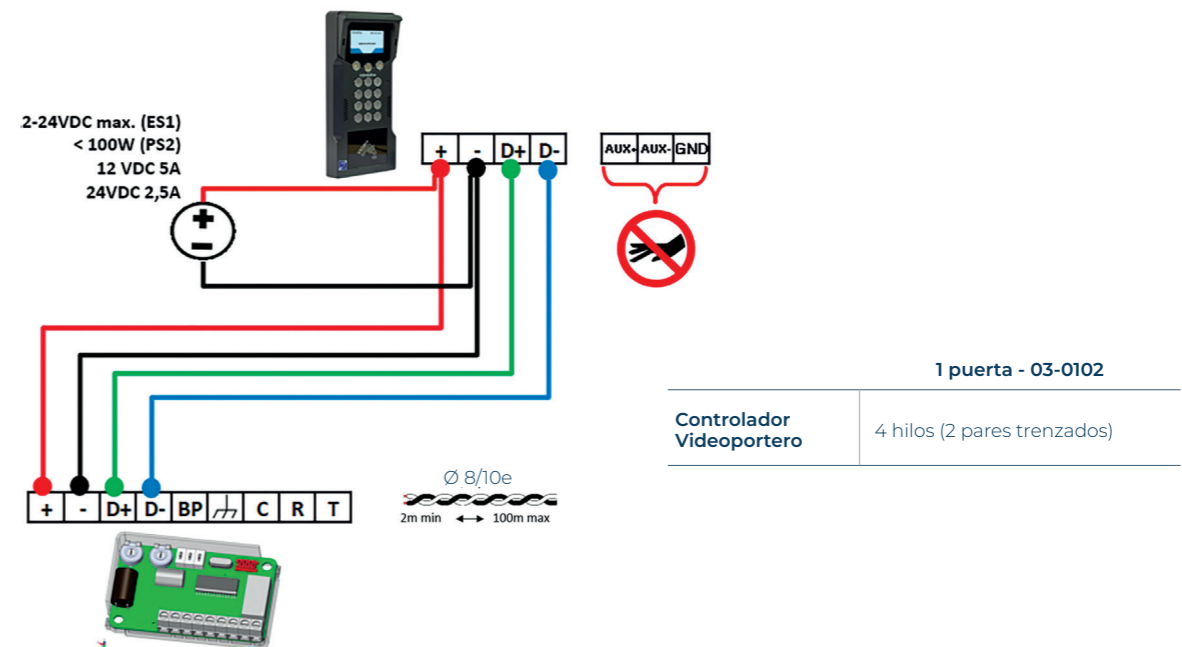 .2-24VDC max. (ES1)
< 100W (PS2)
12 VDC 5A
24VDC 2,5A
+ - D+ D-
AUX+ AUX- GND
+
−
1 puerta - 03-0102
Controlador
Videoportero
4 hilos (2 pares trenzados)
Ø 8/10e
2m min ↔ 100m max
+ - D+ D- BP C R T